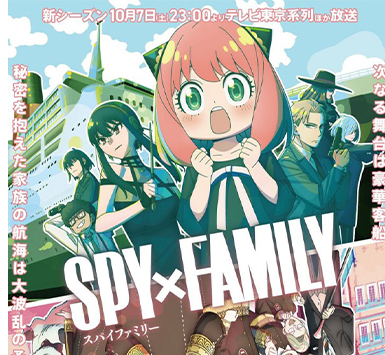 新シーズン10月7日(土)23:00よりテレビ東京系列ほか放送
次なる舞台は豪華客船
秘密を抱えた家族の航海は大波乱の予
SPY×FAMILY
スパイファミリー